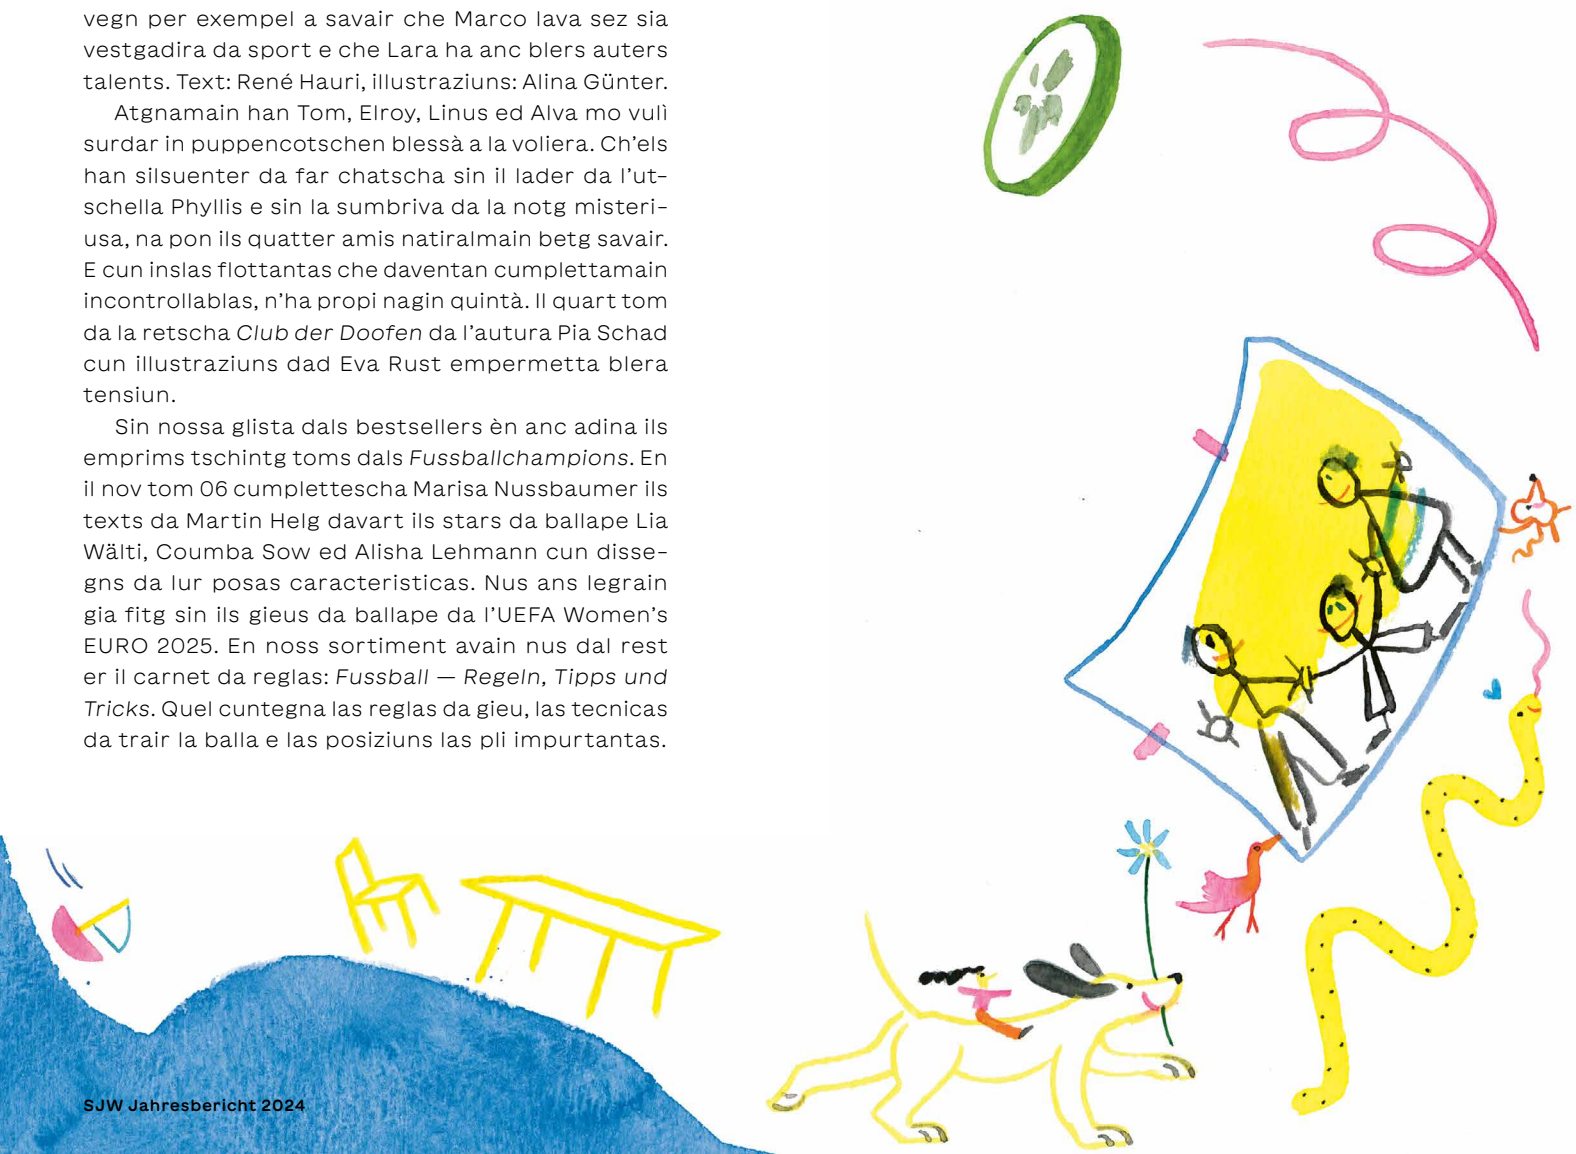 vegn per exempel a savair che Marco lava sez sia
vestgadira da sport e che Lara ha anc blers auters
talents. Text: René Hauri, illustraziuns: Alina Günter.
Atgnamain han Tom, Elroy, Linus ed Alva mo vulì
surdar in puppencotschen blessà a la voliera. Ch’els
han silsuenter da far chatscha sin il lader da l’ut-
schella Phyllis e sin la sumbriva da la notg misteri-
usa, na pon ils quatter amis natiralmain betg savair.
E cun inslas flottantas che daventan cumplettamain
incontrollablas, n’ha propi nagin quintà. Il quart tom
da la retscha Club der Doofen da l’autura Pia Schad
cun illustraziuns dad Eva Rust empermetta blera
tensiun.
Sin nossa glista dals bestsellers èn anc adina ils
emprims tschintg toms dals Fussballchampions. En
il nov tom 06 cumplettescha Marisa Nussbaumer ils
texts da Martin Helg davart ils stars da ballape Lia
Wälti, Coumba Sow ed Alisha Lehmann cun disse-
gns da lur posas caracteristicas. Nus ans legrain
gia fitg sin ils gieus da ballape da l’UEFA Women’s
EURO 2025. En noss sortiment avain nus dal rest
er il carnet da reglas: Fussball — Regeln, Tipps und
Tricks. Quel cuntegna las reglas da gieu, las tecnicas
da trair la balla e las posiziuns las pli impurtantas.
SJW Jahresbericht 2024